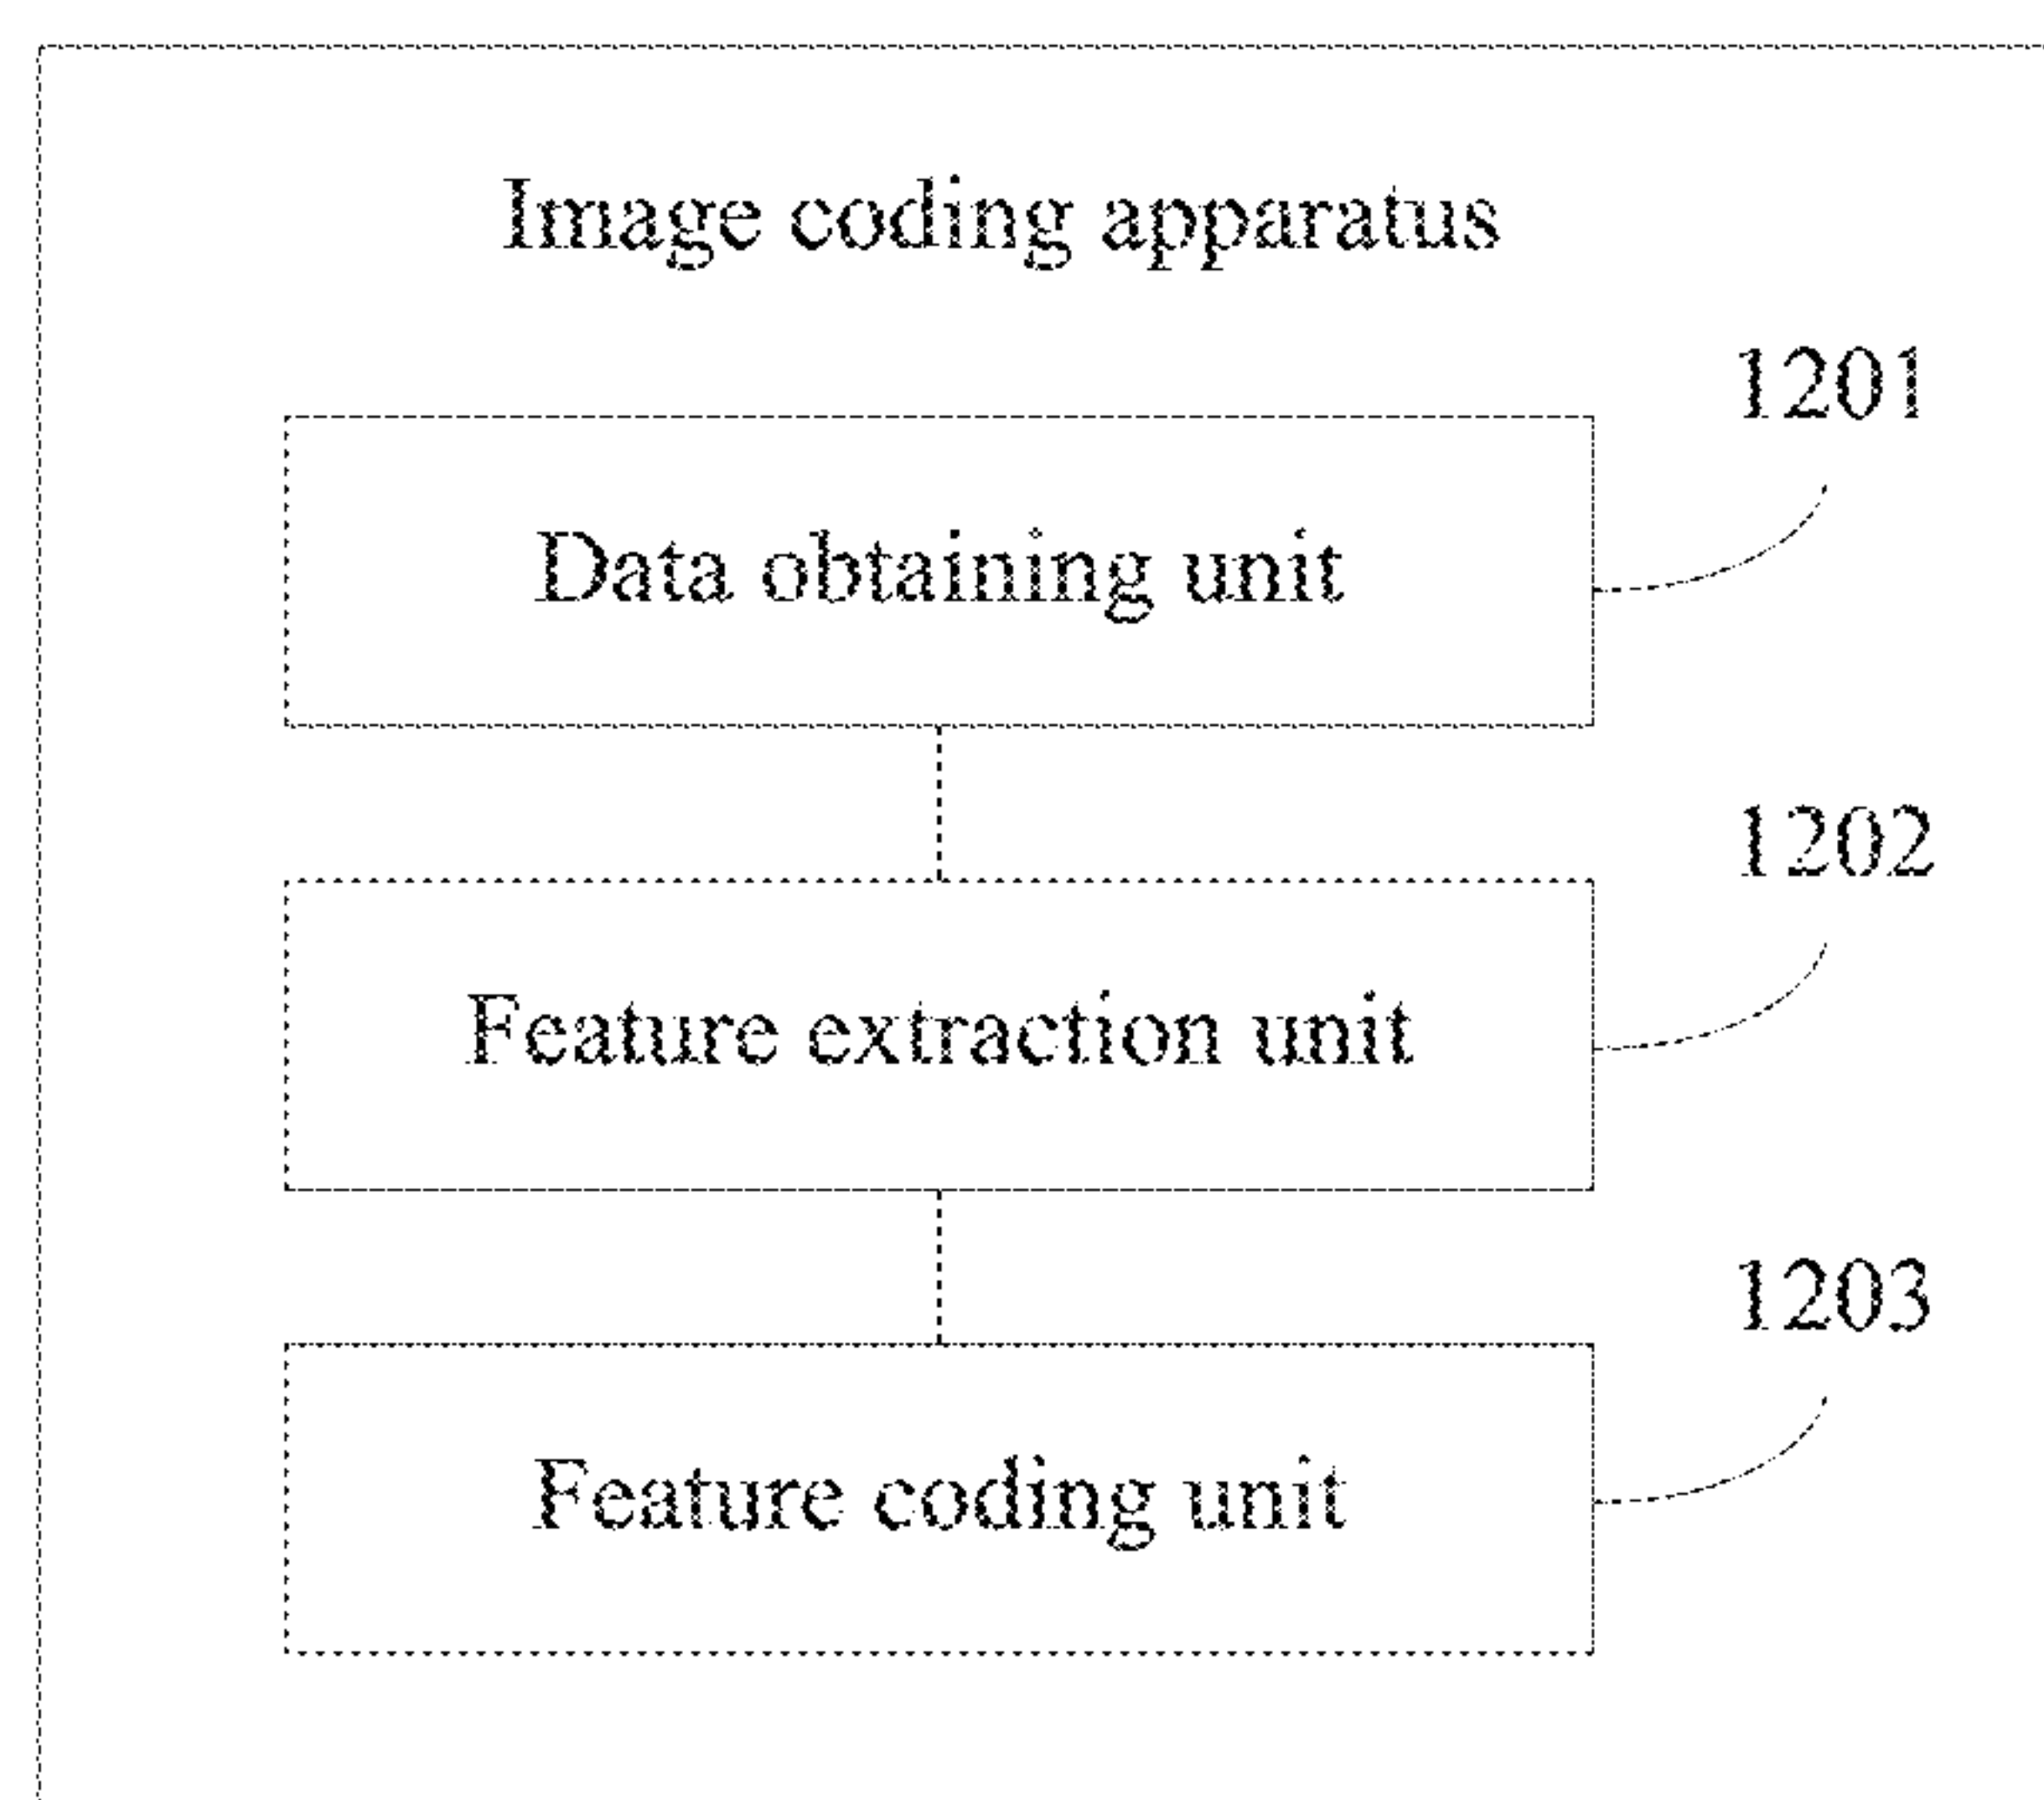 Image coding apparatus
1201
Data obtaining unit
1202
Feature extraction unit
1203
Feature coding unit